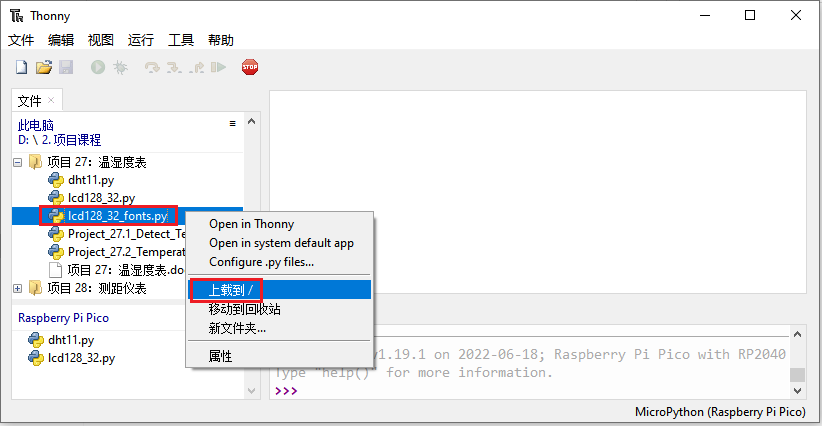 Thonny
文件 编辑 视图 运行 工具 帮助
STOP
文件
此电脑
D: \ 2. 项目课程
项目 27：温湿度表
dht11.py
lcd128_32.py
lcd128_32_fonts.py
Project_27.1_Detect_Te
Project_27.2_Temperat
项目 27：温湿度表.do
项目 28：测距仪表
Open in Thonny
Open in system default app
Configure .py files...
上载到 /
移动到回收站
新文件夹...
属性
Raspberry Pi Pico
dht11.py
lcd128_32.py
v1.19.1 on 2022-06-18; Raspberry Pi Pico with RP2040
Type "help()" for more information.
>>>
MicroPython (Raspberry Pi Pico)